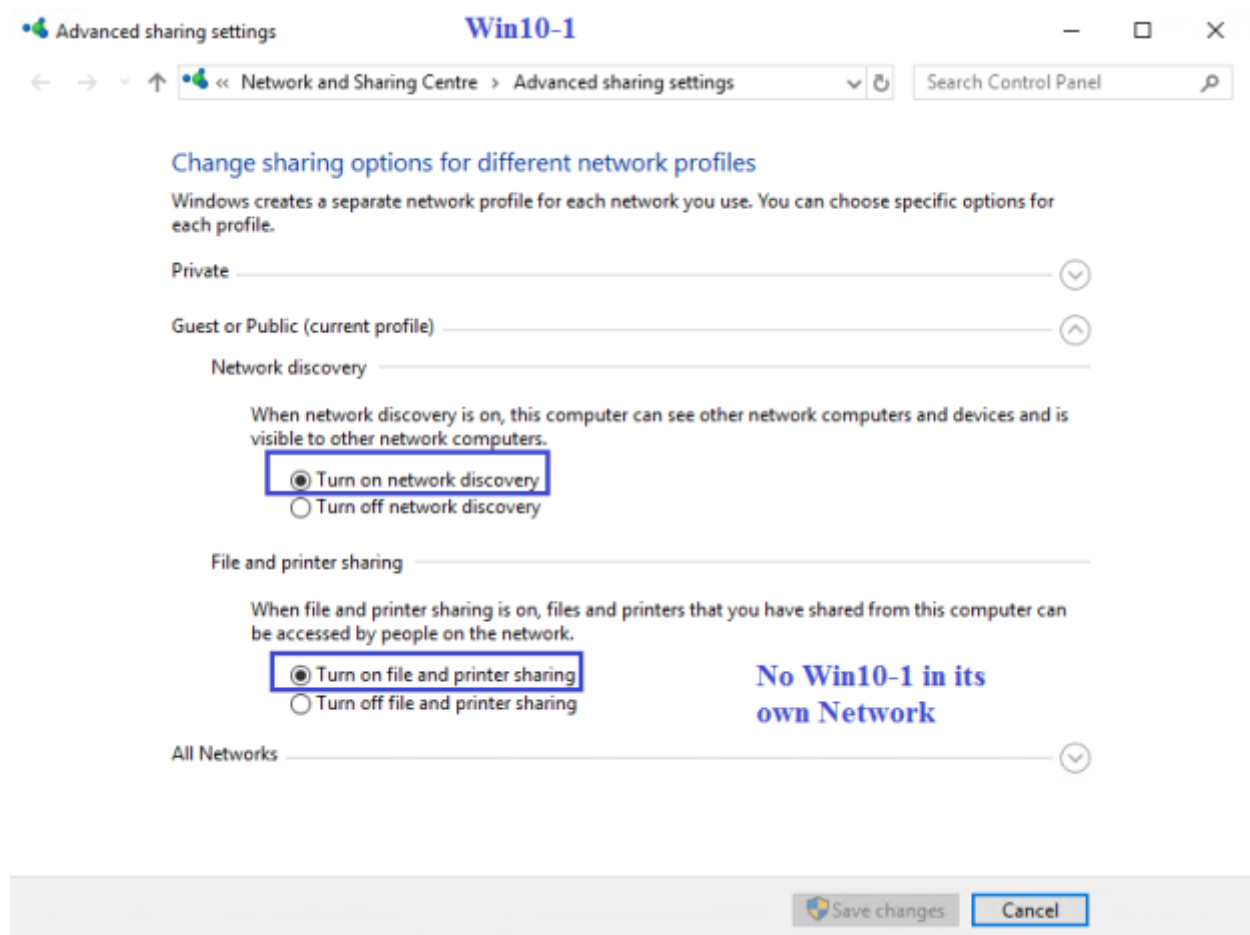 Advanced sharing settings
Win10-1
« Network and Sharing Centre > Advanced sharing settings
Search Control Panel
Change sharing options for different network profiles
Windows creates a separate network profile for each network you use. You can choose specific options for
each profile.
Private
Guest or Public (current profile)
Network discovery
When network discovery is on, this computer can see other network computers and devices and is
visible to other network computers.
Turn on network discovery
Turn off network discovery
File and printer sharing
When file and printer sharing is on, files and printers that you have shared from this computer can
be accessed by people on the network.
Turn on file and printer sharing
Turn off file and printer sharing
No Win10-1 in its
own Network
All Networks
Save changes
Cancel